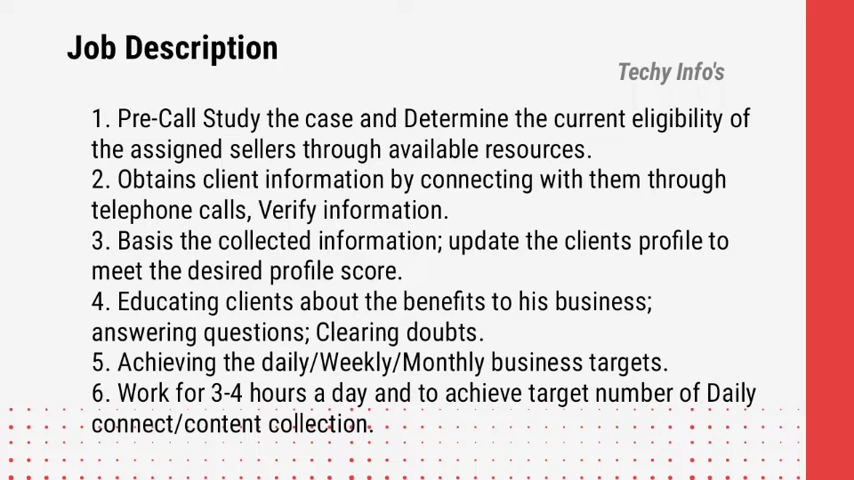 Job Description
Techy Info's
1. Pre-Call Study the case and Determine the current eligibility of
the assigned sellers through available resources.
2. Obtains client information by connecting with them through
telephone calls, Verify information.
3. Basis the collected information; update the clients profile to
meet the desired profile score.
4. Educating clients about the benefits to his business;
answering questions; Clearing doubts.
5. Achieving the daily/Weekly/Monthly business targets.
6. Work for 3-4 hours a day and to achieve target number of Daily
connect/content collection.